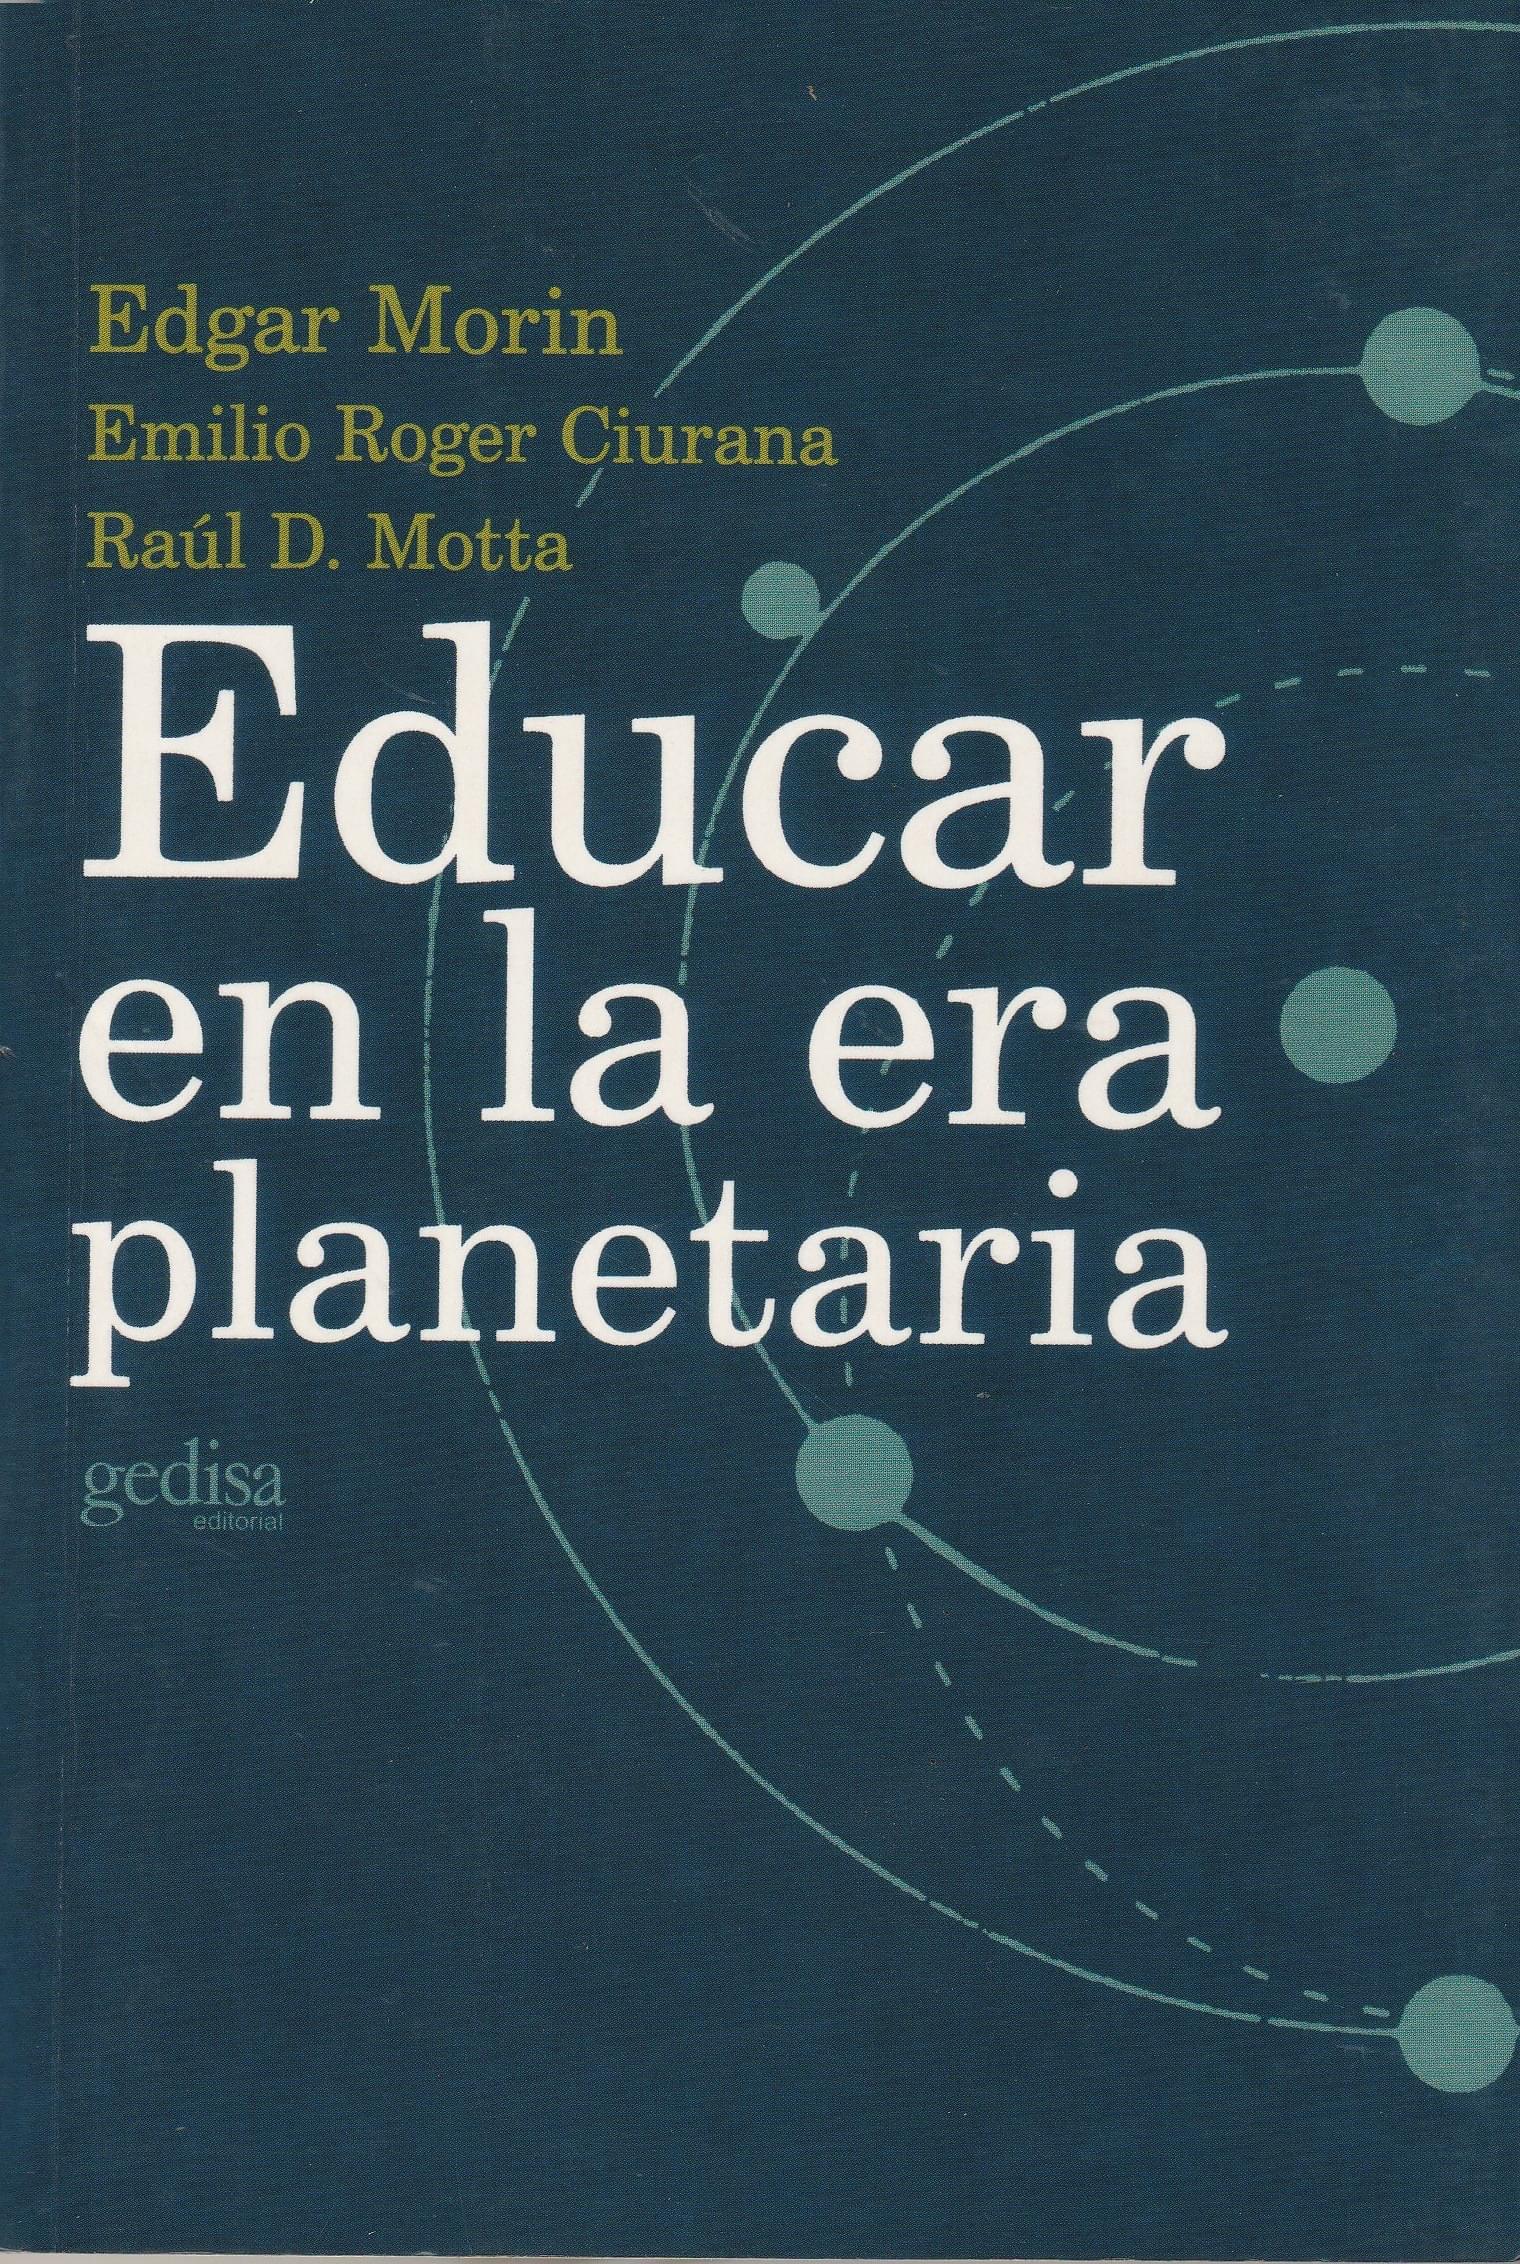 Edgar Morin
Emilio Roger Ciurana
Raúl D. Motta
Educar
en la era
planetaria
gedisa
editorial